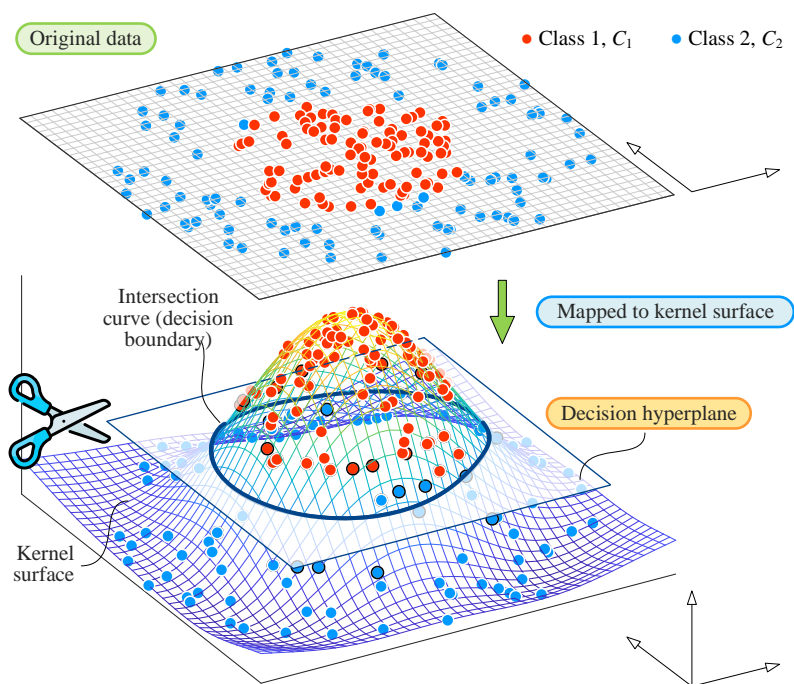 Original data
Class 1, C₁
Class 2, C₂
Intersection
curve (decision
boundary)
Mapped to kernel surface
Decision hyperplane
Kernel
surface